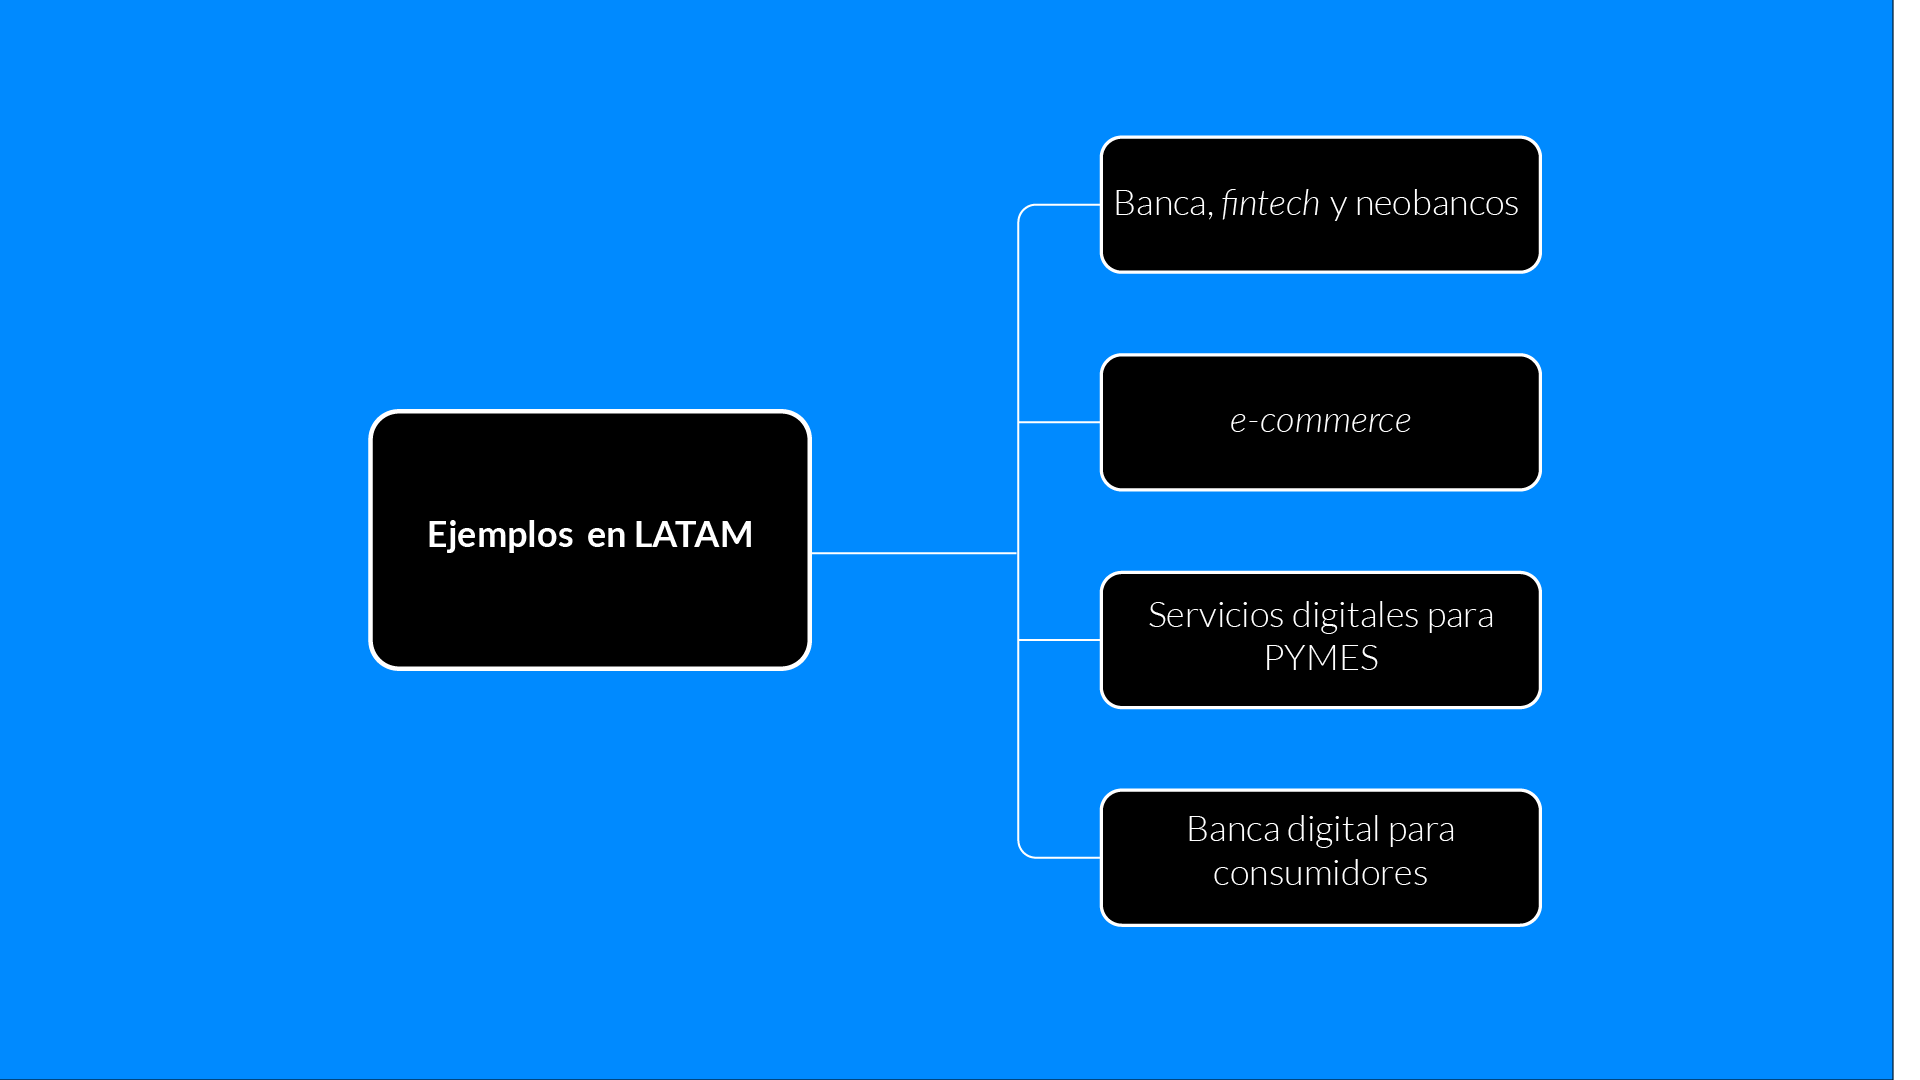 Ejemplos en LATAM
Banca, fintech y neobancos
e-commerce
Servicios digitales para
PYMES
Banca digital para
consumidores